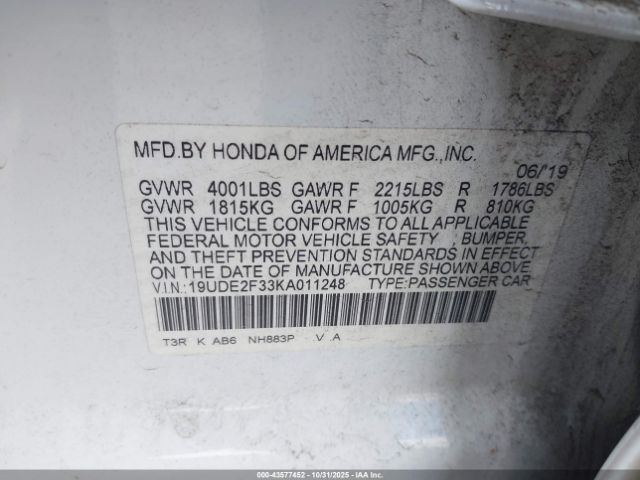 MFD.BY HONDA OF AMERICA MFG.,INC.
06/'19
GVWR 4001LBS GAWR F 2215LBS R 1786LBS
GVWR 1815KG GAWR F 1005KG R 810KG
THIS VEHICLE CONFORMS TO ALL APPLICABLE
FEDERAL MOTOR VEHICLE SAFETY , BUMPER,
AND THEFT PREVENTION STANDARDS IN EFFECT
ON THE DATE OF MANUFACTURE SHOWN ABOVE.
V.I.N.:19UDE2F33KA011248 TYPE:PASSENGER CAR
T3R K AB6 NH883P .V .A
000-43577452 | 10/31/2025 | IAA Inc.